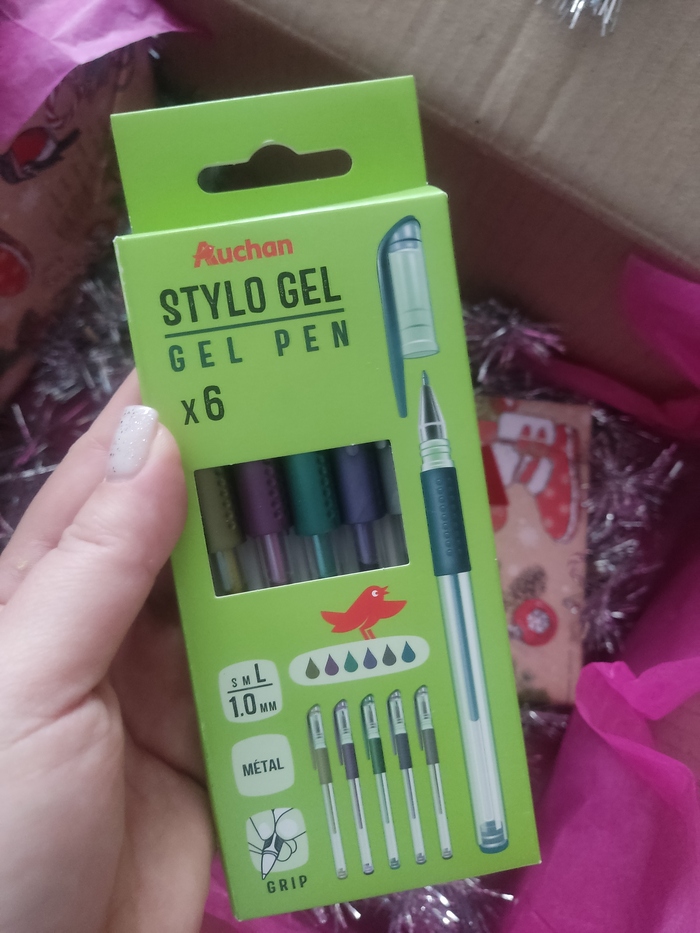 Auchan
STYLO GEL
GEL PEN
x6
S M L
1.0 MM
MÉTAL
GRIP